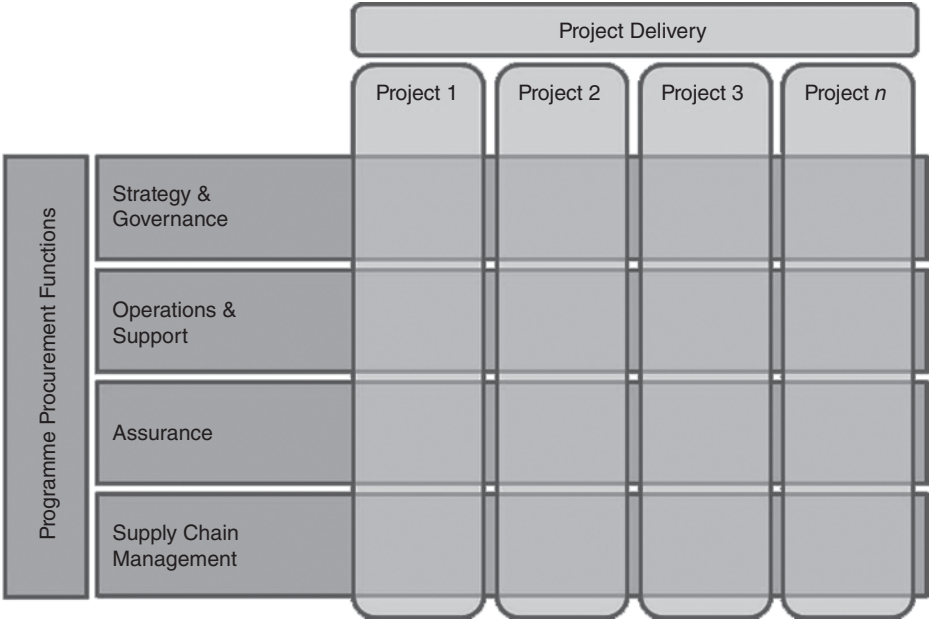 Project Delivery
Project 1
Project 2
Project 3
Project n
Programme Procurement Functions
Strategy &
Governance
Operations &
Support
Assurance
Supply Chain
Management